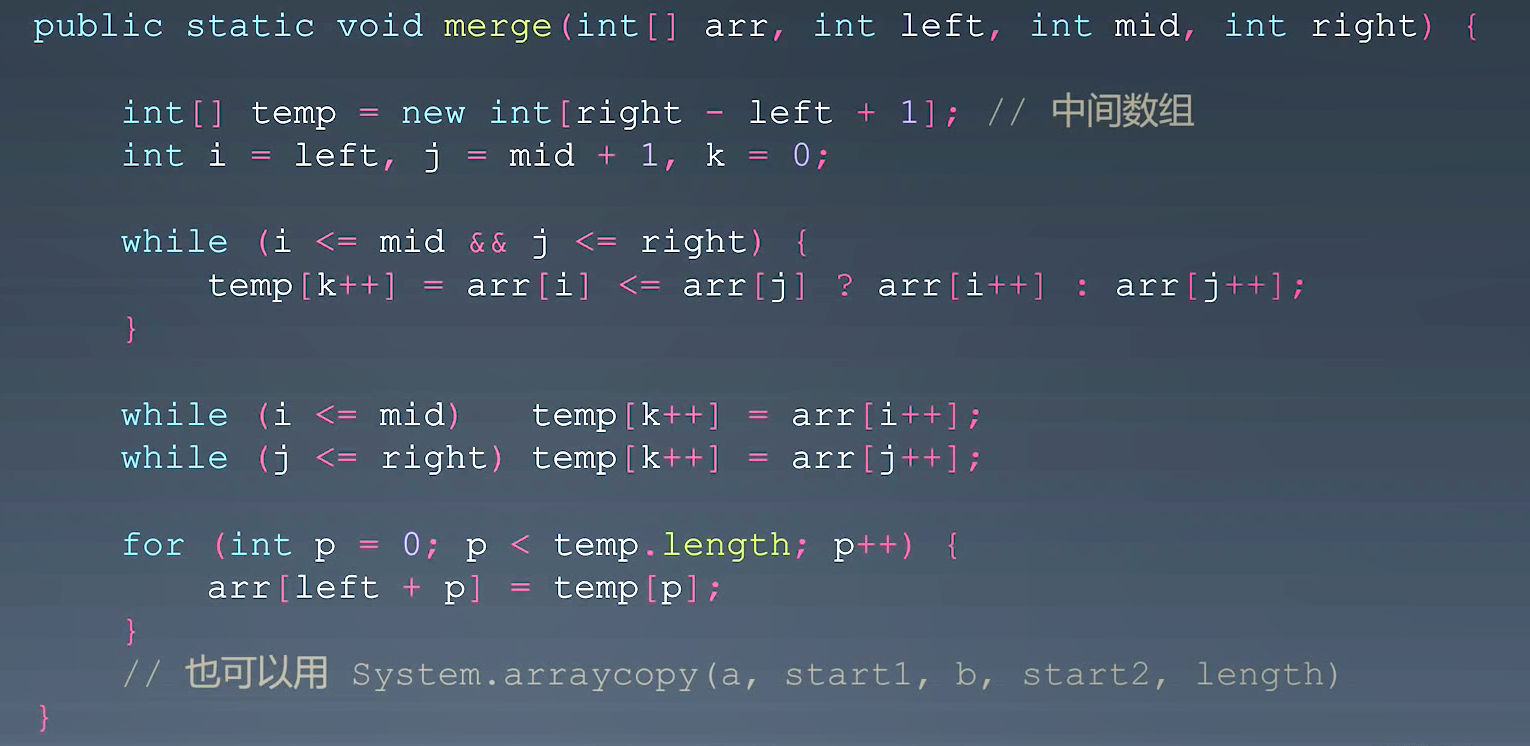 public static void merge(int[] arr, int left, int mid, int right) {
int[] temp = new int[right - left + 1]; // 中间数组
int i = left, j = mid + 1, k = 0;
while (i <= mid && j <= right) {
temp[k++] = arr[i] <= arr[j] ? arr[i++] : arr[j++];
}
while (i <= mid)   temp[k++] = arr[i++];
while (j <= right) temp[k++] = arr[j++];
for (int p = 0; p < temp.length; p++) {
arr[left + p] = temp[p];
}
// 也可以用 System.arraycopy(a, start1, b, start2, length)
}